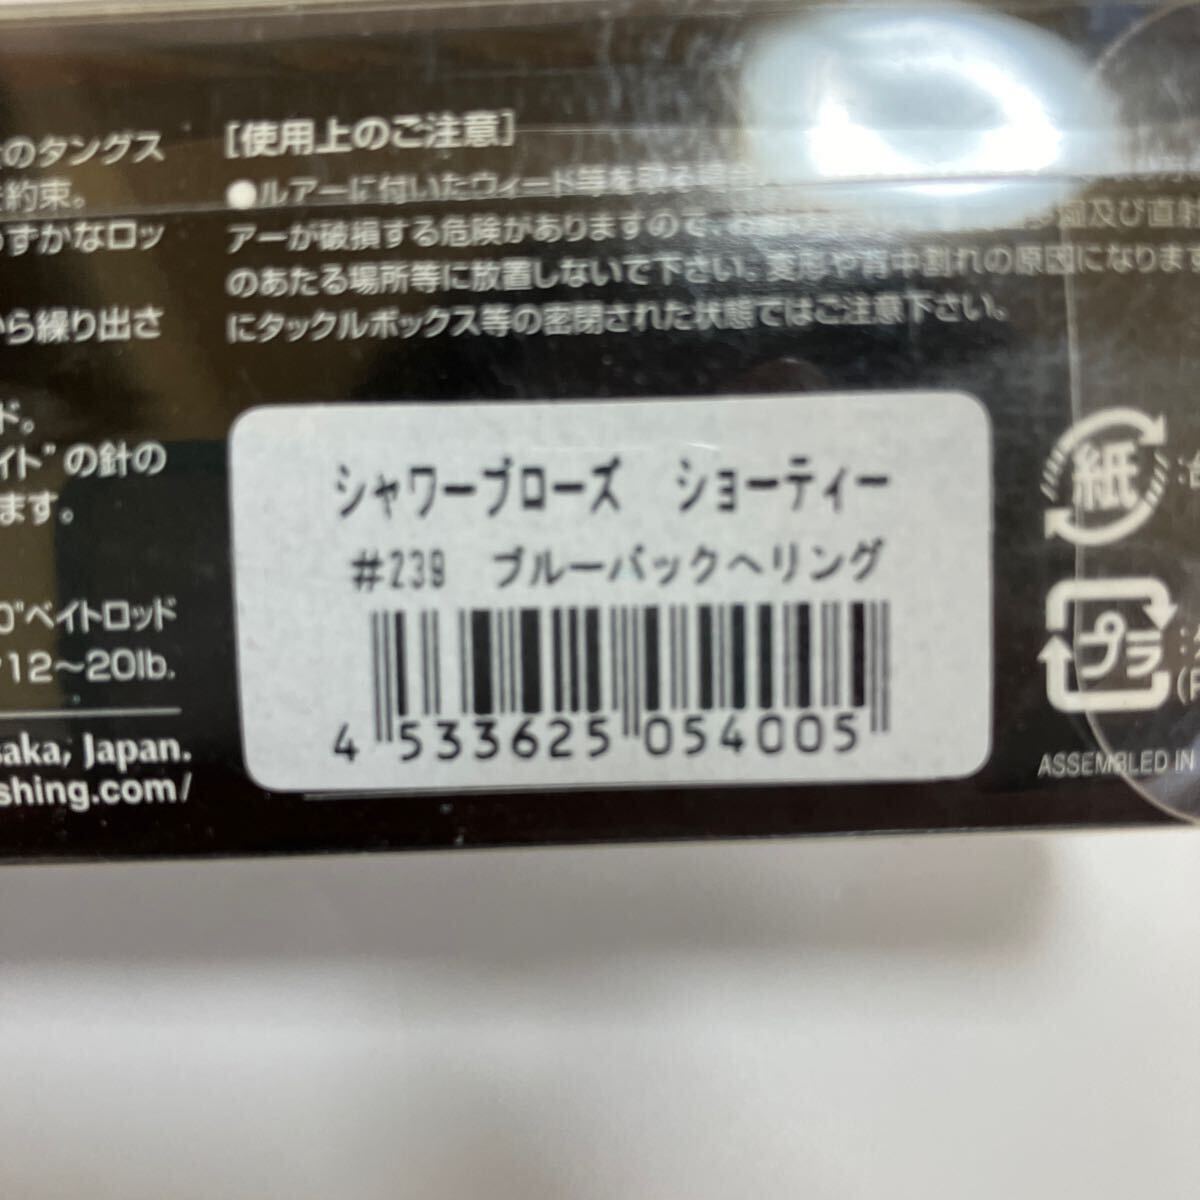 のタングス
約束。
ずかなロッ
ら繰り出さ
ド。
イト”の針の
ます。
0"ベイトロッド
12～20lb.
saka, Japan.
shing.com/
[使用上のご注意]
●ルアーに付いたウィード等を取る場合
アーが破損する危険がありますので、 及び直射
のあたる場所等に放置しないで下さい。変形や背中割れの原因になります
にタックルボックス等の密閉された状態ではご注意下さい。
シャワーブローズ ショーティー
#239 ブルーバックヘリング
4 533625 054005
紙
プラ
ASSEMBLED IN